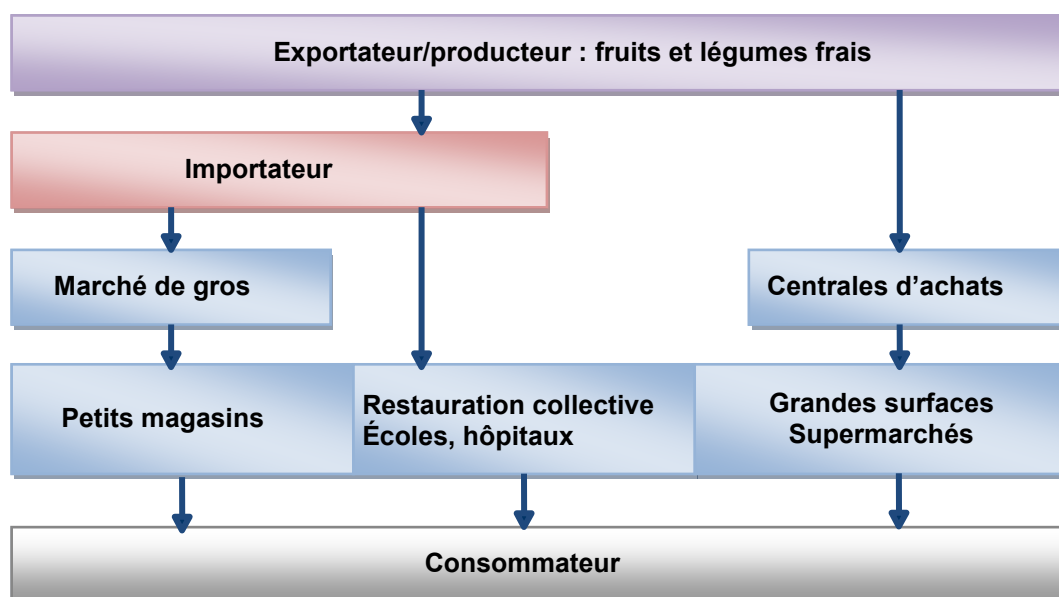 Exportateur/producteur : fruits et légumes frais
Importateur
Marché de gros
Centrales d’achats
Petits magasins
Restauration collective
Écoles, hôpitaux
Grandes surfaces
Supermarchés
Consommateur